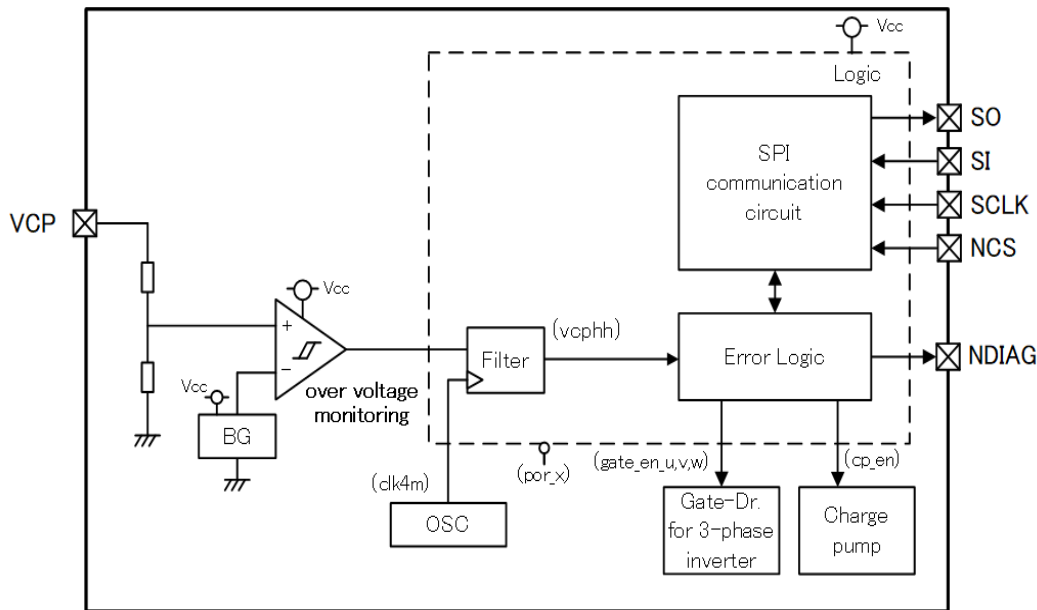 Vcc
Logic
SO
SPI
communication
circuit
SI
SCLK
NCS
VCP
Vcc
+
−
(vcphh)
Filter
Error Logic
NDIAG
over voltage
monitoring
Vcc
BG
(clk4m)
(por_x)
(gate_en_u,v,w)
(cp_en)
OSC
Gate-Dr.
for 3-phase
inverter
Charge
pump